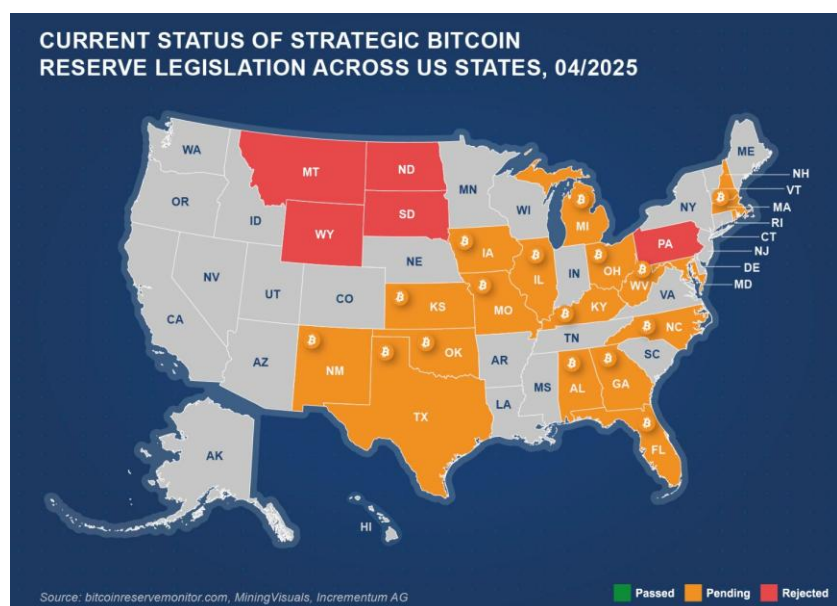 CURRENT STATUS OF STRATEGIC BITCOIN
RESERVE LEGISLATION ACROSS US STATES, 04/2025
WA
MT
ND
MN
ME
NH
VT
OR
ID
SD
WI
MI
NY
MA
RI
WY
CT
IA
PA
NJ
NE
NV
UT
CO
IL
IN
OH
WV
VA
DE
MD
CA
KS
MO
KY
AZ
NM
OK
AR
TN
NC
SC
TX
LA
MS
AL
GA
FL
AK
HI
Source: bitcoinreservemonitor.com, MiningVisuals, Incrementum AG
Passed Pending Rejected